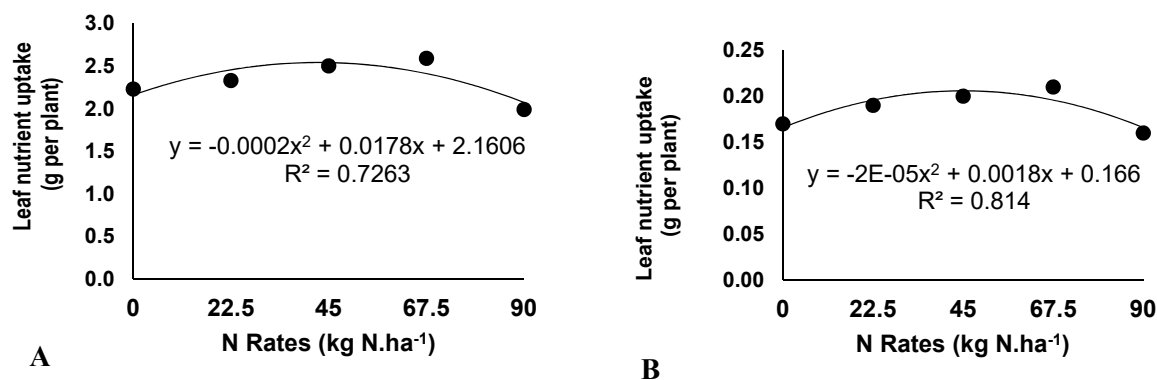 Leaf nutrient uptake
(g per plant)
3.0
2.5
2.0
1.5
1.0
0.5
0.0
y = -0.0002x² + 0.0178x + 2.1606
R² = 0.7263
0 22.5 45 67.5 90
N Rates (kg N.ha⁻¹)
A
Leaf nutrient uptake
(g per plant)
0.25
0.20
0.15
0.10
0.05
0.00
y = -2E-05x² + 0.0018x + 0.166
R² = 0.814
0 22.5 45 67.5 90
N Rates (kg N.ha⁻¹)
B